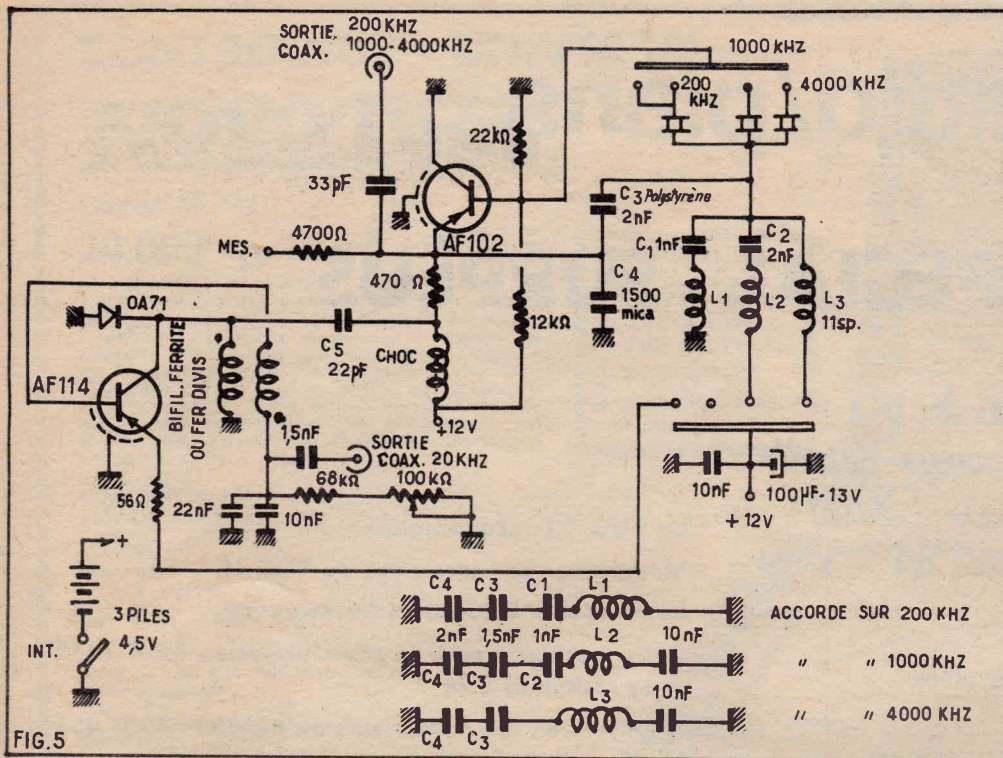 SORTIE COAX.
200 KHZ
1000-4000KHZ
1000 KHZ
200 KHZ
4000 KHZ
22kΩ
33pF
C3 Polystyrène
2nF
MES.
4700Ω
AF102
C1 1nF
C2
2nF
470 Ω
C4
1500
mica
L1
L2
L3
11sp.
OA71
12kΩ
C5
22pF
CHOC
AF114
BIFIL. FERRITE
OU FER DIVIS
+12V
1,5nF
SORTIE
COAX. 20 KHZ
68kΩ
100kΩ
10nF
100µF-13V
+12V
56Ω
22nF
10nF
+
3 PILES
4,5V
INT.
C4 C3 C1 L1
2nF 1,5nF 1nF
ACCORDE SUR 200 KHZ
L2 10nF
C4 C3 C2
" " 1000 KHZ
L3 10nF
C4 C3
" " 4000 KHZ
FIG.5